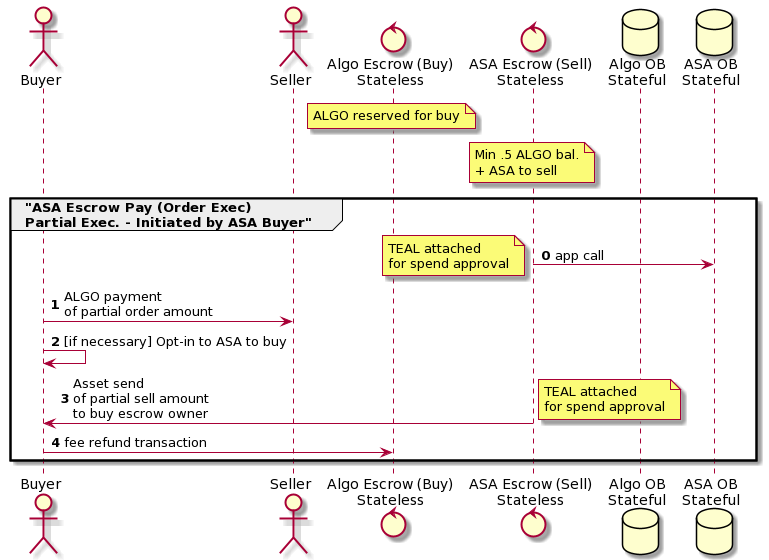 Buyer
Seller
Algo Escrow (Buy)
Stateless
ASA Escrow (Sell)
Stateless
Algo OB
Stateful
ASA OB
Stateful
ALGO reserved for buy
Min .5 ALGO bal.
+ ASA to sell
"ASA Escrow Pay (Order Exec)
Partial Exec. - Initiated by ASA Buyer"
TEAL attached
for spend approval
0 app call
ALGO payment
1 of partial order amount
2 [if necessary] Opt-in to ASA to buy
Asset send
3 of partial sell amount
to buy escrow owner
TEAL attached
for spend approval
4 fee refund transaction
Buyer
Seller
Algo Escrow (Buy)
Stateless
ASA Escrow (Sell)
Stateless
Algo OB
Stateful
ASA OB
Stateful